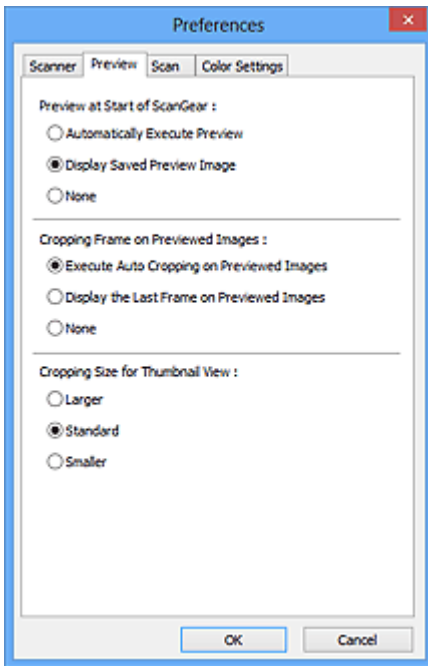 Preferences
Scanner Preview Scan Color Settings
Preview at Start of ScanGear :
Automatically Execute Preview
Display Saved Preview Image
None
Cropping Frame on Previewed Images :
Execute Auto Cropping on Previewed Images
Display the Last Frame on Previewed Images
None
Cropping Size for Thumbnail View :
Larger
Standard
Smaller
OK Cancel